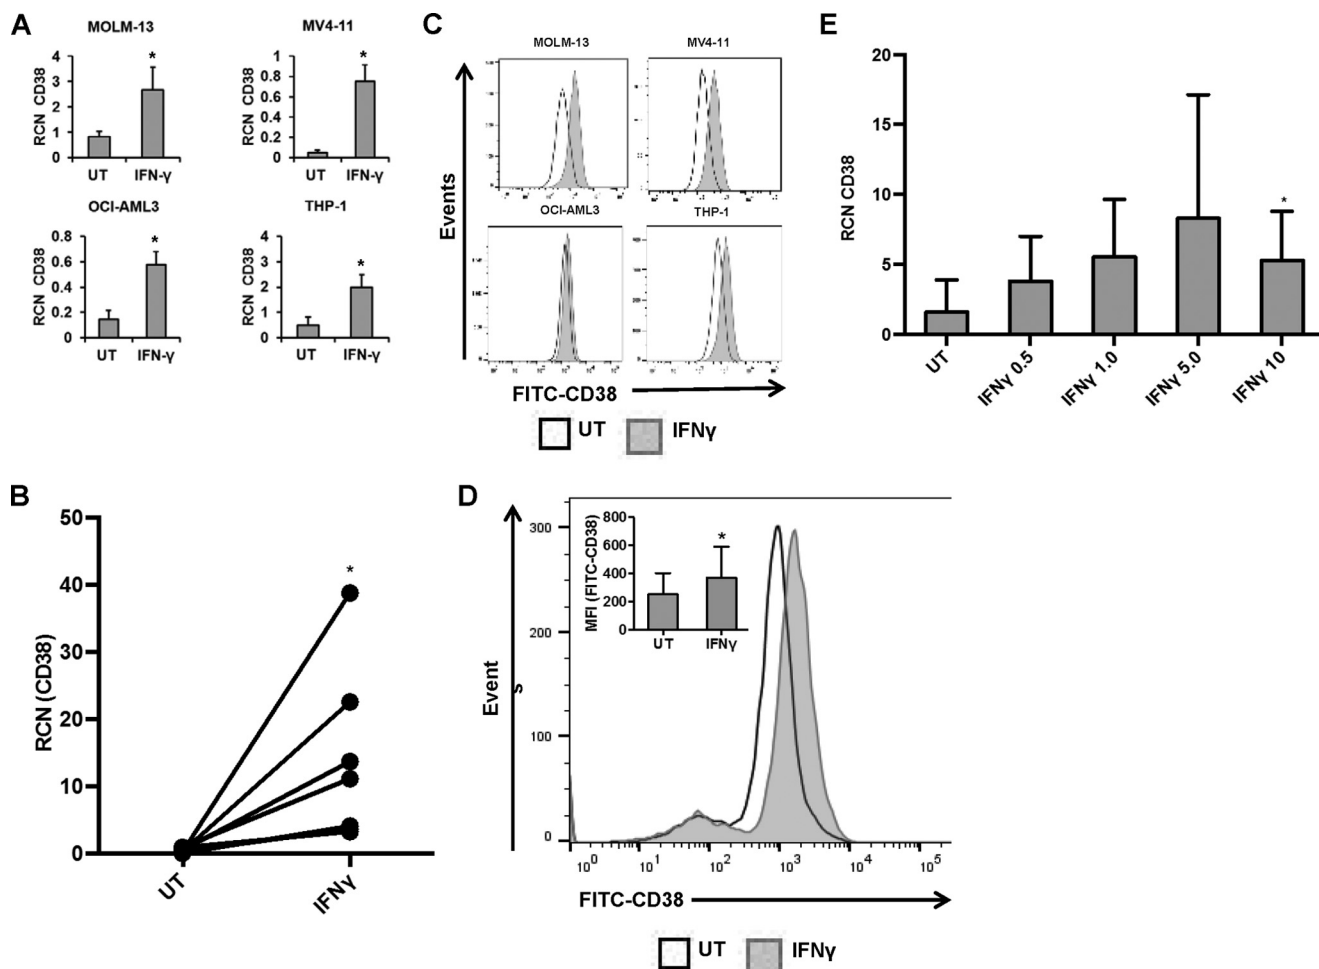 A
MOLM-13
RCN CD38
4
3
2
1
0
*
UT
IFN-γ
MV4-11
RCN CD38
1
0.8
0.6
0.4
0.2
0
*
UT
IFN-γ
OCI-AML3
RCN CD38
0.6
0.4
0.2
0
*
UT
IFN-γ
THP-1
RCN CD38
4
3
2
1
0
*
UT
IFN-γ
B
RCN (CD38)
50
40
30
20
10
0
*
UT
IFNγ
C
Events
MOLM-13
MV4-11
OCI-AML3
THP-1
FITC-CD38
UT
IFNγ
D
Event
s
300
200
100
0
MFI (FITC-CD38)
800
600
400
200
0
*
UT
IFNγ
10^0
10^1
10^2
10^3
10^4
10^5
FITC-CD38
UT
IFNγ
E
RCN CD38
20
15
10
5
0
*
UT
IFNγ 0.5
IFNγ 1.0
IFNγ 5.0
IFNγ 10